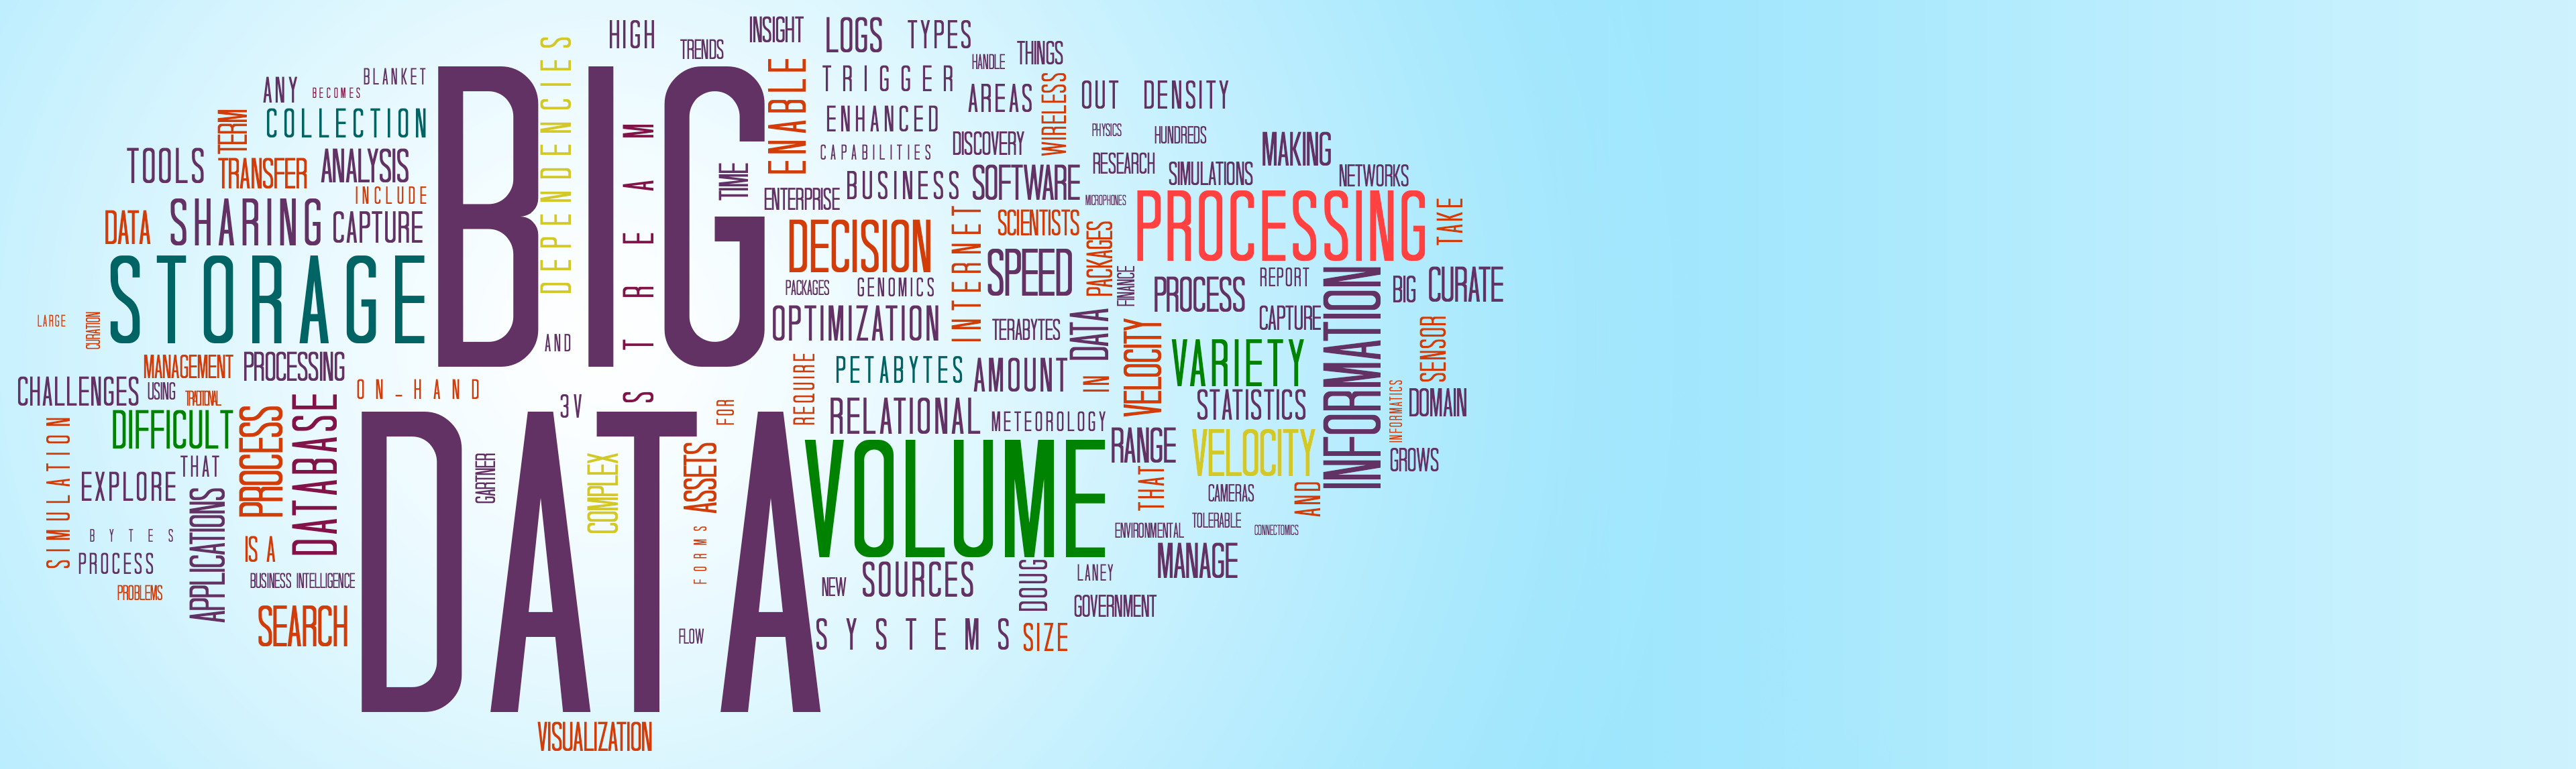 HIGH
TRENDS
INSIGHT
LOGS
TYPES
HANDLE
THINGS
ANY
BECOMES
BLANKET
BIG
DEPENDENCIES
STREAM
TIME
ENABLE
TRIGGER
AREAS
WIRELESS
OUT
DENSITY
TERM
COLLECTION
ENHANCED
DISCOVERY
PHYSICS
HUNDREDS
TOOLS
TRANSFER
ANALYSIS
CAPABILITIES
RESEARCH
SIMULATIONS
MAKING
NETWORKS
INCLUDE
ENTERPRISE
BUSINESS
SOFTWARE
MICROPHONES
PROCESSING
TAKE
DATA
SHARING
CAPTURE
DECISION
INTERNET
SCIENTISTS
PACKAGES
STORAGE
SPEED
FINANCE
PROCESS
REPORT
INFORMATION
BIG
CURATE
PACKAGES
GENOMICS
LARGE
CURATION
AND
OPTIMIZATION
TERABYTES
DATA
VELOCITY
CAPTURE
SENSOR
MANAGEMENT
PROCESSING
REQUIRE
PETABYTES
AMOUNT
IN
VARIETY
CHALLENGES
USING
TRADITIONAL
ON-HAND
3V
FOR
RELATIONAL
METEOROLOGY
STATISTICS
INFORMATICS
DOMAIN
SIMULATION
DIFFICULT
PROCESS
DATABASE
DATA
GARTNER
COMPLEX
ASSETS
VOLUME
RANGE
VELOCITY
GROWS
EXPLORE
THAT
APPLICATIONS
THAT
CAMERAS
AND
BYTES
IS A
FORMS
ENVIRONMENTAL
TOLERABLE
CONNECTOMICS
PROCESS
BUSINESS INTELLIGENCE
NEW
SOURCES
DOUG
LANEY
MANAGE
PROBLEMS
SEARCH
FLOW
SYSTEMS
SIZE
GOVERNMENT
VISUALIZATION